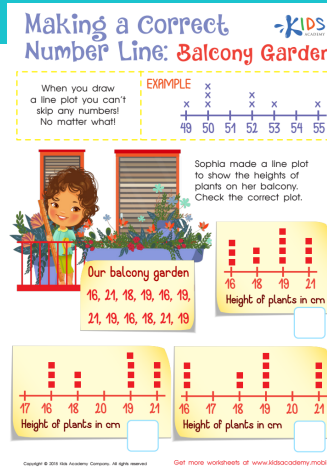 Making a Correct
KIDS
ACADEMY
Number Line: Balcony Garden
When you draw
a line plot you can't
skip any numbers!
No matter what!
EXAMPLE
49 50 51 52 53 54 55
Sophia made a line plot
to show the heights of
plants on her balcony.
Check the correct plot.
Our balcony garden
16, 21, 18, 19, 16, 19,
21, 19, 16, 18, 21, 19
16 18 19 21
Height of plants in cm
17 16 18 20 19 21
Height of plants in cm
16 17 18 19 20 21
Height of plants in cm
Copyright © 2015 Kids Academy Company. All rights reserved
Get more worksheets at www.kidsacademy.mobi